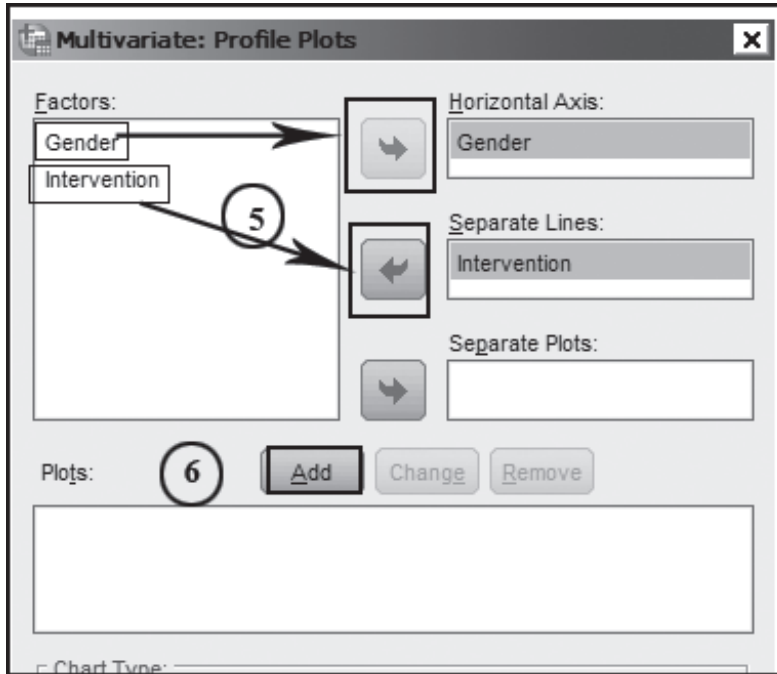 Multivariate: Profile Plots
Factors:
Gender
Intervention
5
Horizontal Axis:
Gender
Separate Lines:
Intervention
Separate Plots:
Plots:
6
Add
Change
Remove
Chart Type: